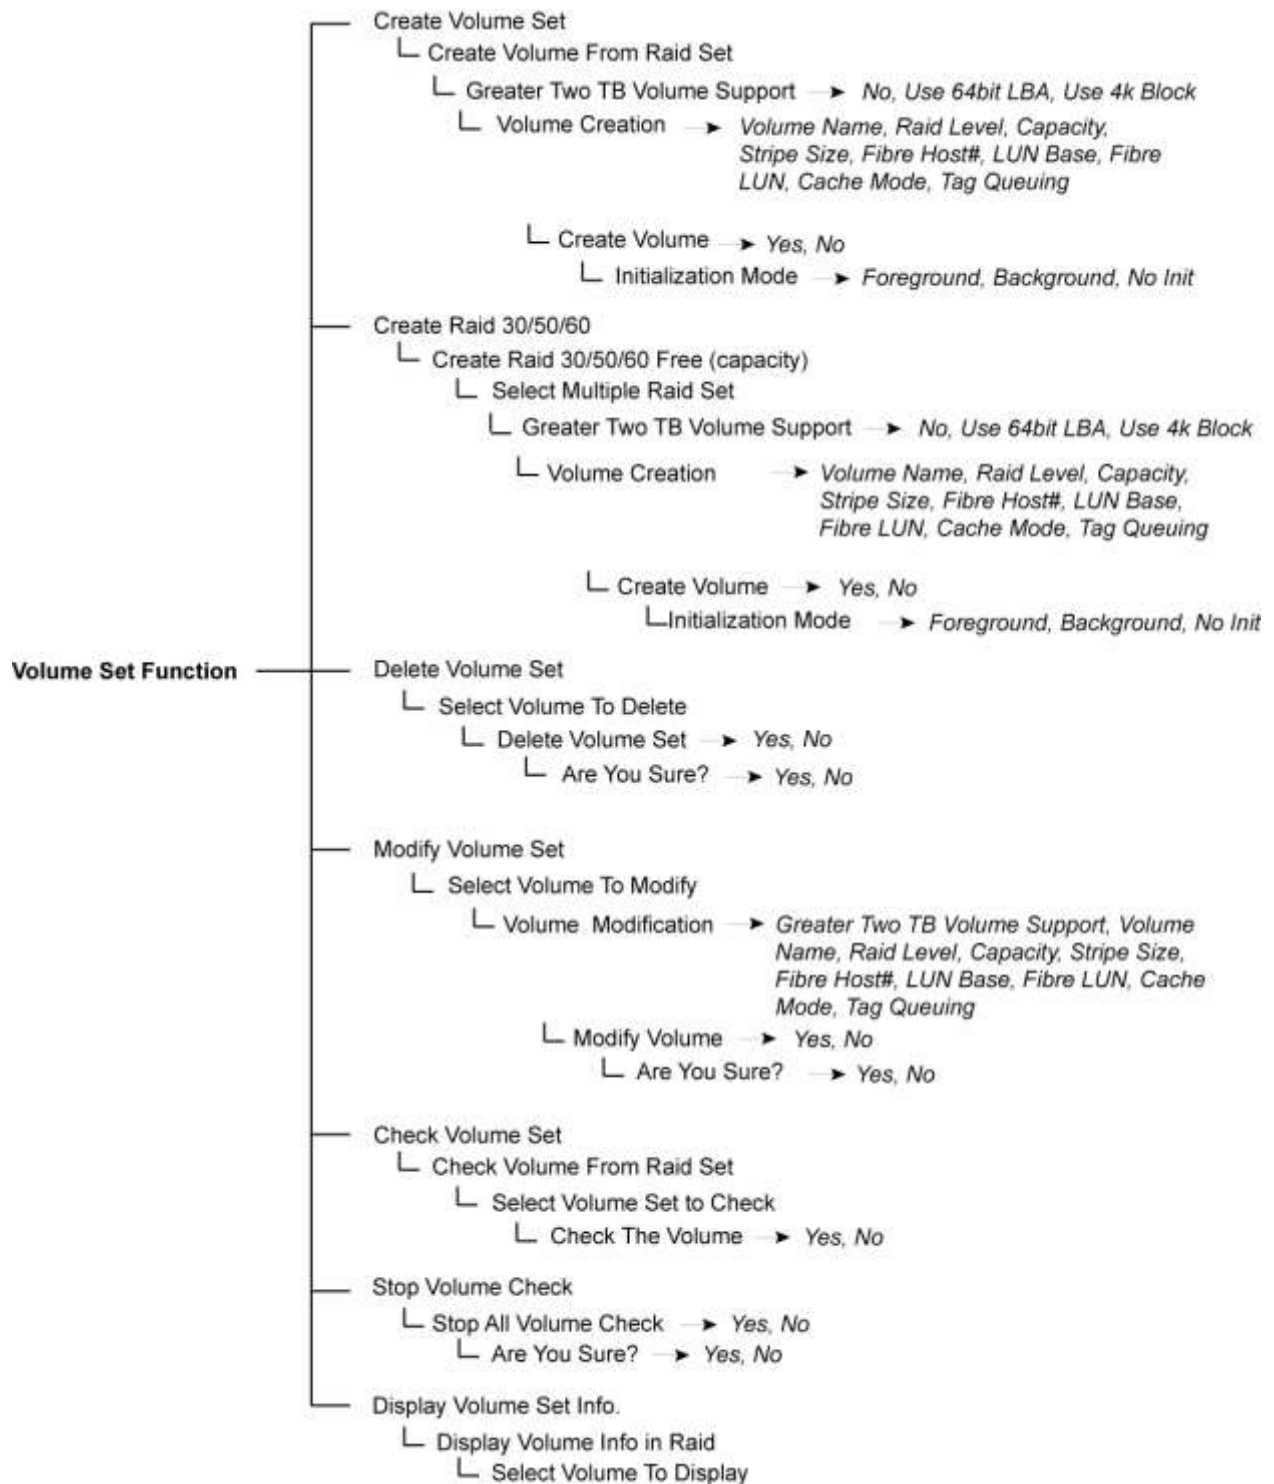 Create Volume Set
Create Volume From Raid Set
Greater Two TB Volume Support No, Use 64bit LBA, Use 4k Block
Volume Creation Volume Name, Raid Level, Capacity,
Stripe Size, Fibre Host#, LUN Base, Fibre
LUN, Cache Mode, Tag Queuing
Create Volume Yes, No
Initialization Mode Foreground, Background, No Init
Create Raid 30/50/60
Create Raid 30/50/60 Free (capacity)
Select Multiple Raid Set
Greater Two TB Volume Support No, Use 64bit LBA, Use 4k Block
Volume Creation Volume Name, Raid Level, Capacity,
Stripe Size, Fibre Host#, LUN Base,
Fibre LUN, Cache Mode, Tag Queuing
Create Volume Yes, No
Initialization Mode Foreground, Background, No Init
Volume Set Function
Delete Volume Set
Select Volume To Delete
Delete Volume Set Yes, No
Are You Sure? Yes, No
Modify Volume Set
Select Volume To Modify
Volume Modification Greater Two TB Volume Support, Volume
Name, Raid Level, Capacity, Stripe Size,
Fibre Host#, LUN Base, Fibre LUN, Cache
Mode, Tag Queuing
Modify Volume Yes, No
Are You Sure? Yes, No
Check Volume Set
Check Volume From Raid Set
Select Volume Set to Check
Check The Volume Yes, No
Stop Volume Check
Stop All Volume Check Yes, No
Are You Sure? Yes, No
Display Volume Set Info.
Display Volume Info in Raid
Select Volume To Display